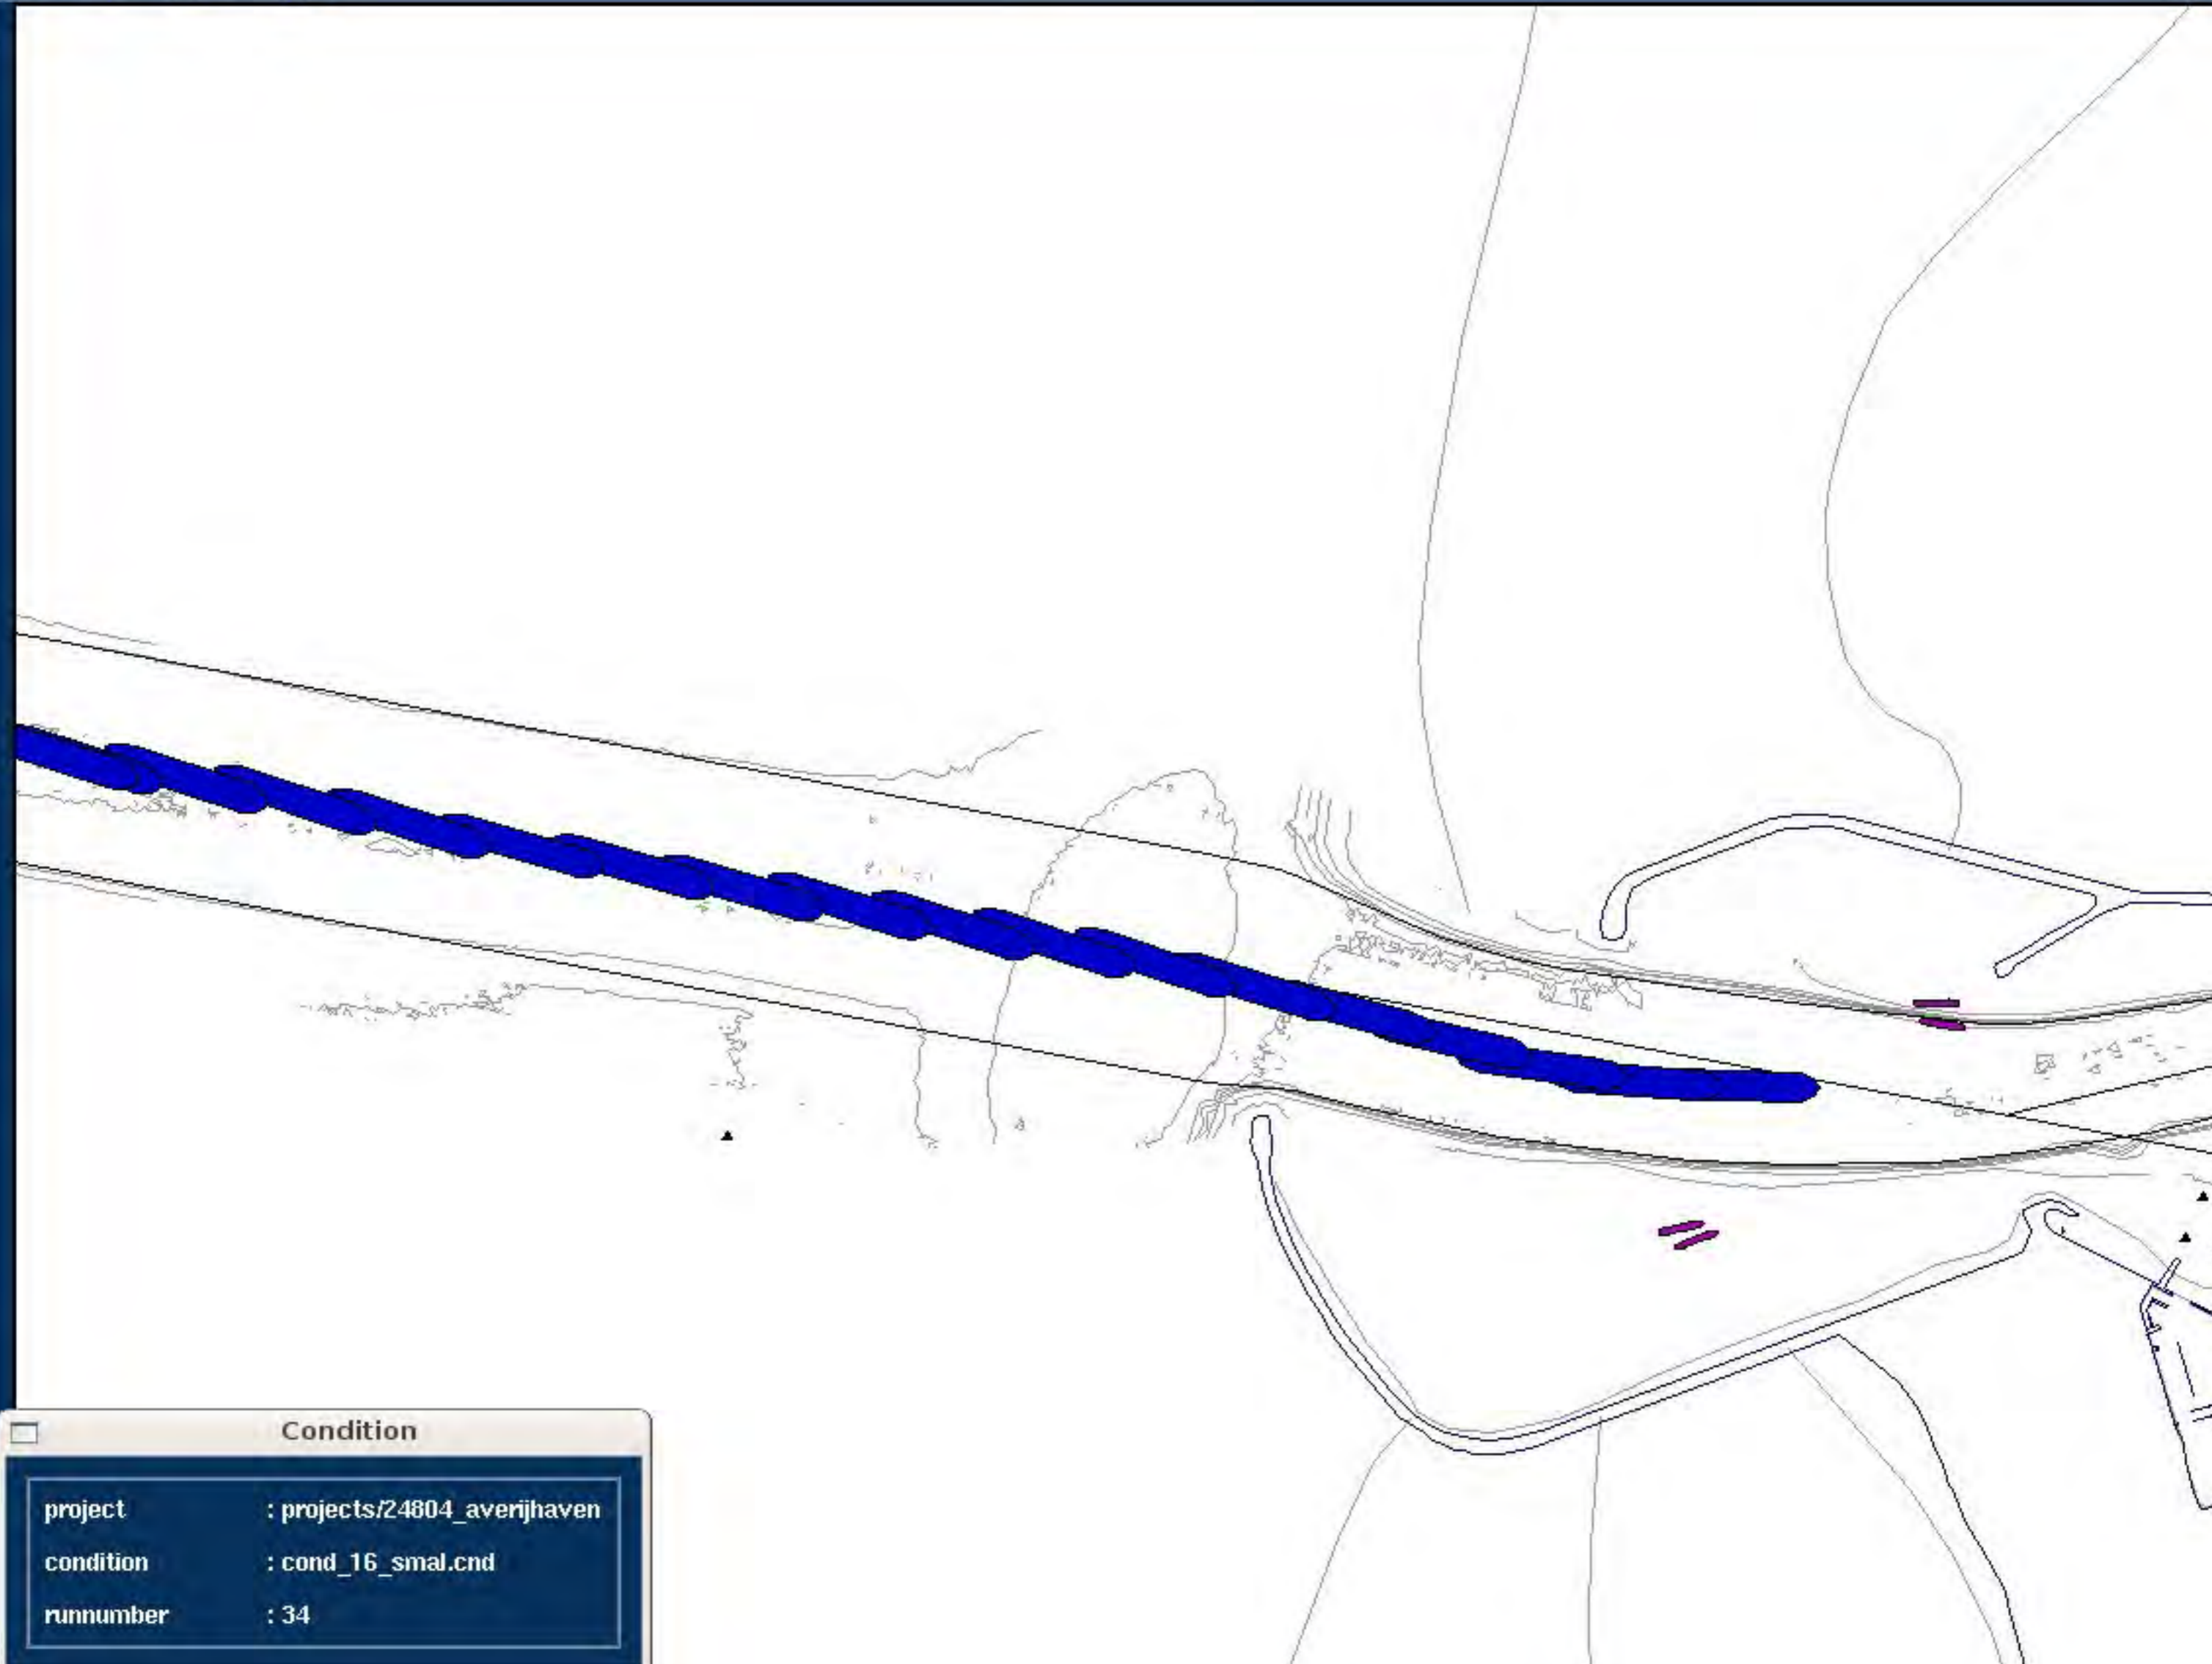 Condition
project : projects/24804_averijhaven
condition : cond_16_smal.cnd
runnumber : 34